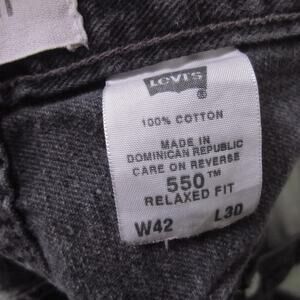 LEVI'S ®
100% COTTON
MADE IN
DOMINICAN REPUBLIC
CARE ON REVERSE
550™
RELAXED FIT
W42 L30